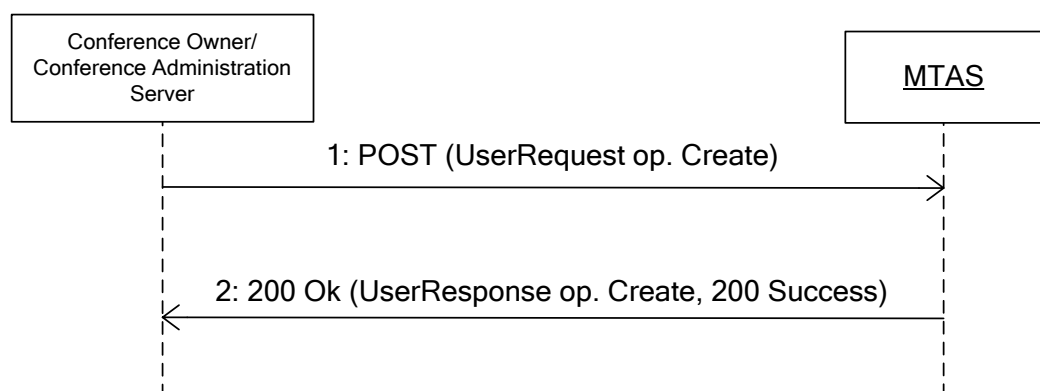 Conference Owner/
Conference Administration
Server
MTAS
1: POST (UserRequest op. Create)
2: 200 Ok (UserResponse op. Create, 200 Success)